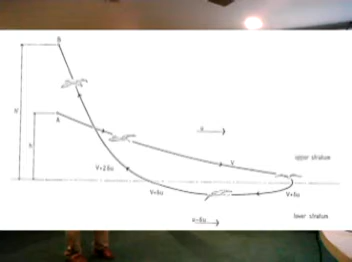 B
H
A
h
u
V
upper stratum
V+2δu
V+δu
V+δu
u-δu
lower stratum